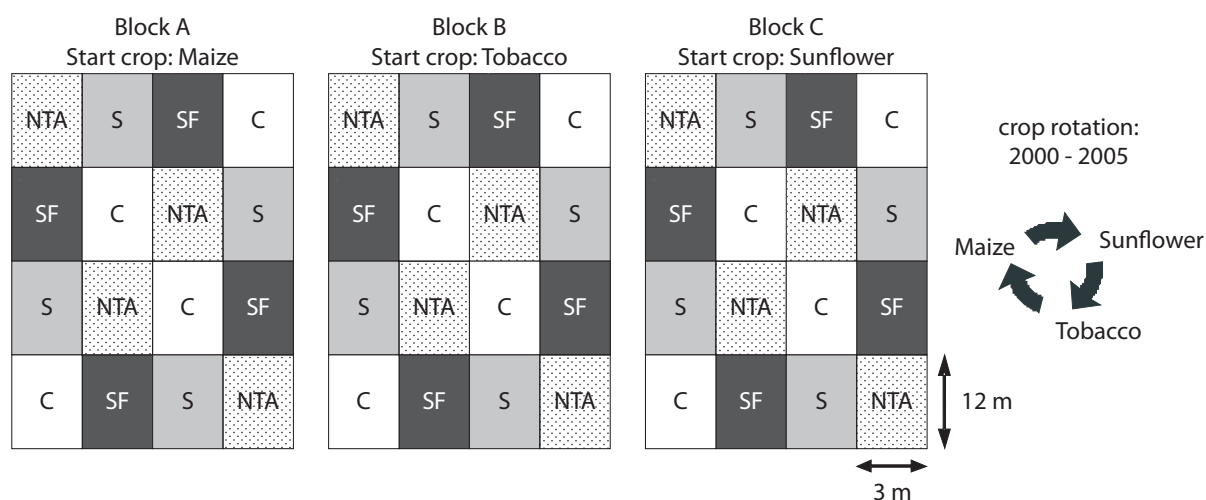 Block A
Start crop: Maize
Block B
Start crop: Tobacco
Block C
Start crop: Sunflower
NTA S SF C
NTA S SF C
NTA S SF C
SF C NTA S
SF C NTA S
SF C NTA S
S NTA C SF
S NTA C SF
S NTA C SF
C SF S NTA
C SF S NTA
C SF S NTA
crop rotation:
2000 - 2005
Maize
Sunflower
Tobacco
12 m
3 m